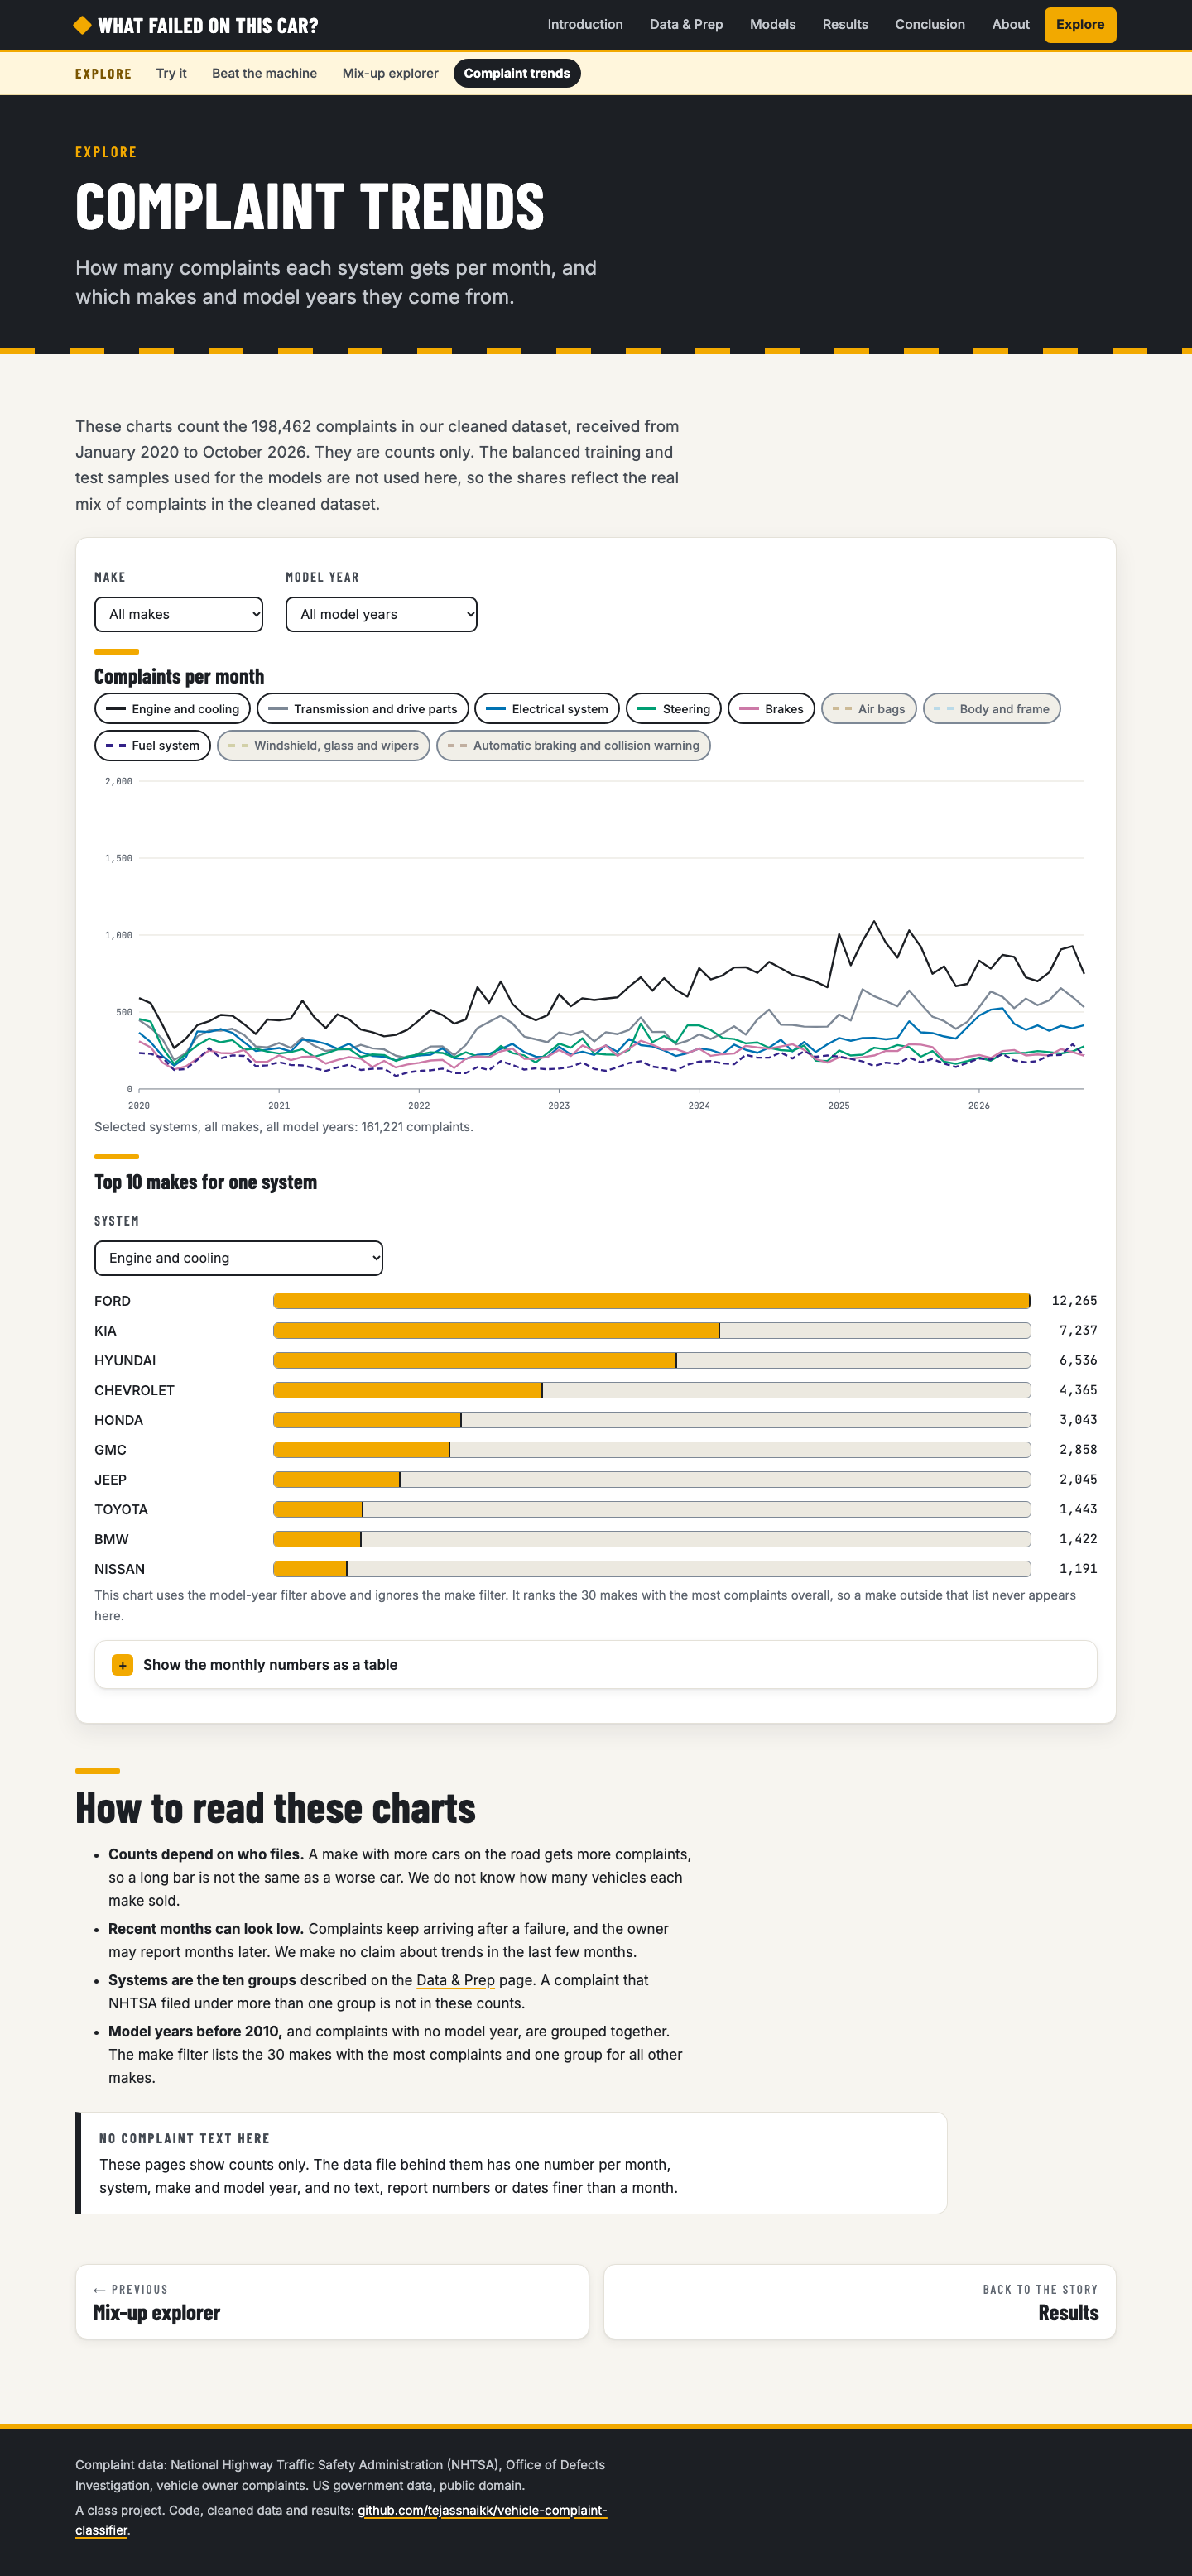 WHAT FAILED ON THIS CAR?
Introduction
Data & Prep
Models
Results
Conclusion
About
Explore
EXPLORE
Try it
Beat the machine
Mix-up explorer
Complaint trends
EXPLORE
COMPLAINT TRENDS
How many complaints each system gets per month, and
which makes and model years they come from.
These charts count the 198,462 complaints in our cleaned dataset, received from
January 2020 to October 2026. They are counts only. The balanced training and
test samples used for the models are not used here, so the shares reflect the real
mix of complaints in the cleaned dataset.
MAKE
MODEL YEAR
All makes
All model years
Complaints per month
Engine and cooling
Transmission and drive parts
Electrical system
Steering
Brakes
Air bags
Body and frame
Fuel system
Windshield, glass and wipers
Automatic braking and collision warning
2,000
1,500
1,000
500
0
2020
2021
2022
2023
2024
2025
2026
Selected systems, all makes, all model years: 161,221 complaints.
Top 10 makes for one system
SYSTEM
Engine and cooling
FORD 12,265
KIA 7,237
HYUNDAI 6,536
CHEVROLET 4,365
HONDA 3,043
GMC 2,858
JEEP 2,045
TOYOTA 1,443
BMW 1,422
NISSAN 1,191
This chart uses the model-year filter above and ignores the make filter. It ranks the 30 makes with the most complaints overall, so a make outside that list never appears
here.
+ Show the monthly numbers as a table
How to read these charts
• Counts depend on who files. A make with more cars on the road gets more complaints,
so a long bar is not the same as a worse car. We do not know how many vehicles each
make sold.
• Recent months can look low. Complaints keep arriving after a failure, and the owner
may report months later. We make no claim about trends in the last few months.
• Systems are the ten groups described on the Data & Prep page. A complaint that
NHTSA filed under more than one group is not in these counts.
• Model years before 2010, and complaints with no model year, are grouped together.
The make filter lists the 30 makes with the most complaints and one group for all other
makes.
NO COMPLAINT TEXT HERE
These pages show counts only. The data file behind them has one number per month,
system, make and model year, and no text, report numbers or dates finer than a month.
← PREVIOUS
Mix-up explorer
BACK TO THE STORY
Results
Complaint data: National Highway Traffic Safety Administration (NHTSA), Office of Defects
Investigation, vehicle owner complaints. US government data, public domain.
A class project. Code, cleaned data and results: github.com/tejassnaikk/vehicle-complaint-
classifier.